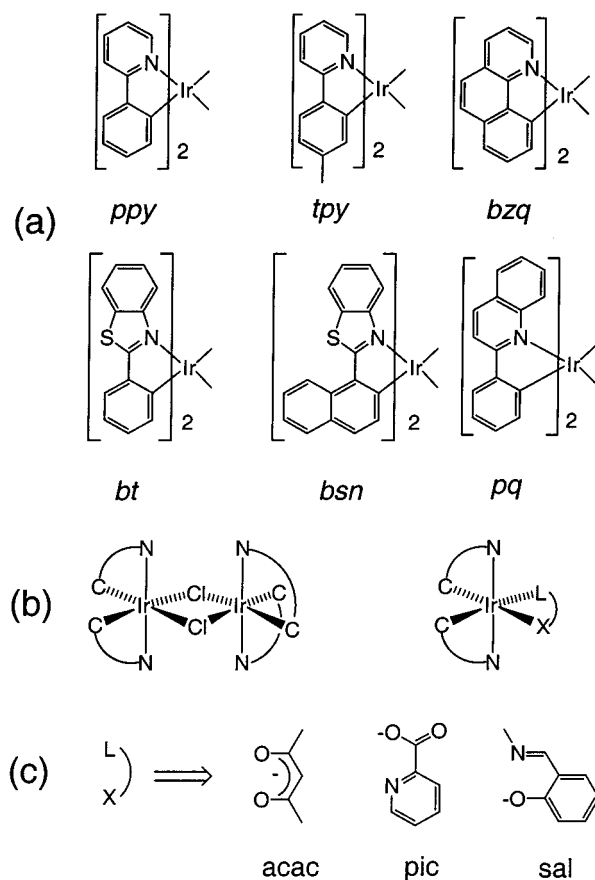 N Ir 2 N Ir 2 N Ir 2
ppy tpy bzq
(a)
S N Ir 2 N Ir 2 N Ir 2
S
bt bsn pq
(b)
N N N
C Cl C C L
Ir Ir Ir
C Cl C C X
N N N
(c)
L X
O - O
-O O N
N -O
acac pic sal